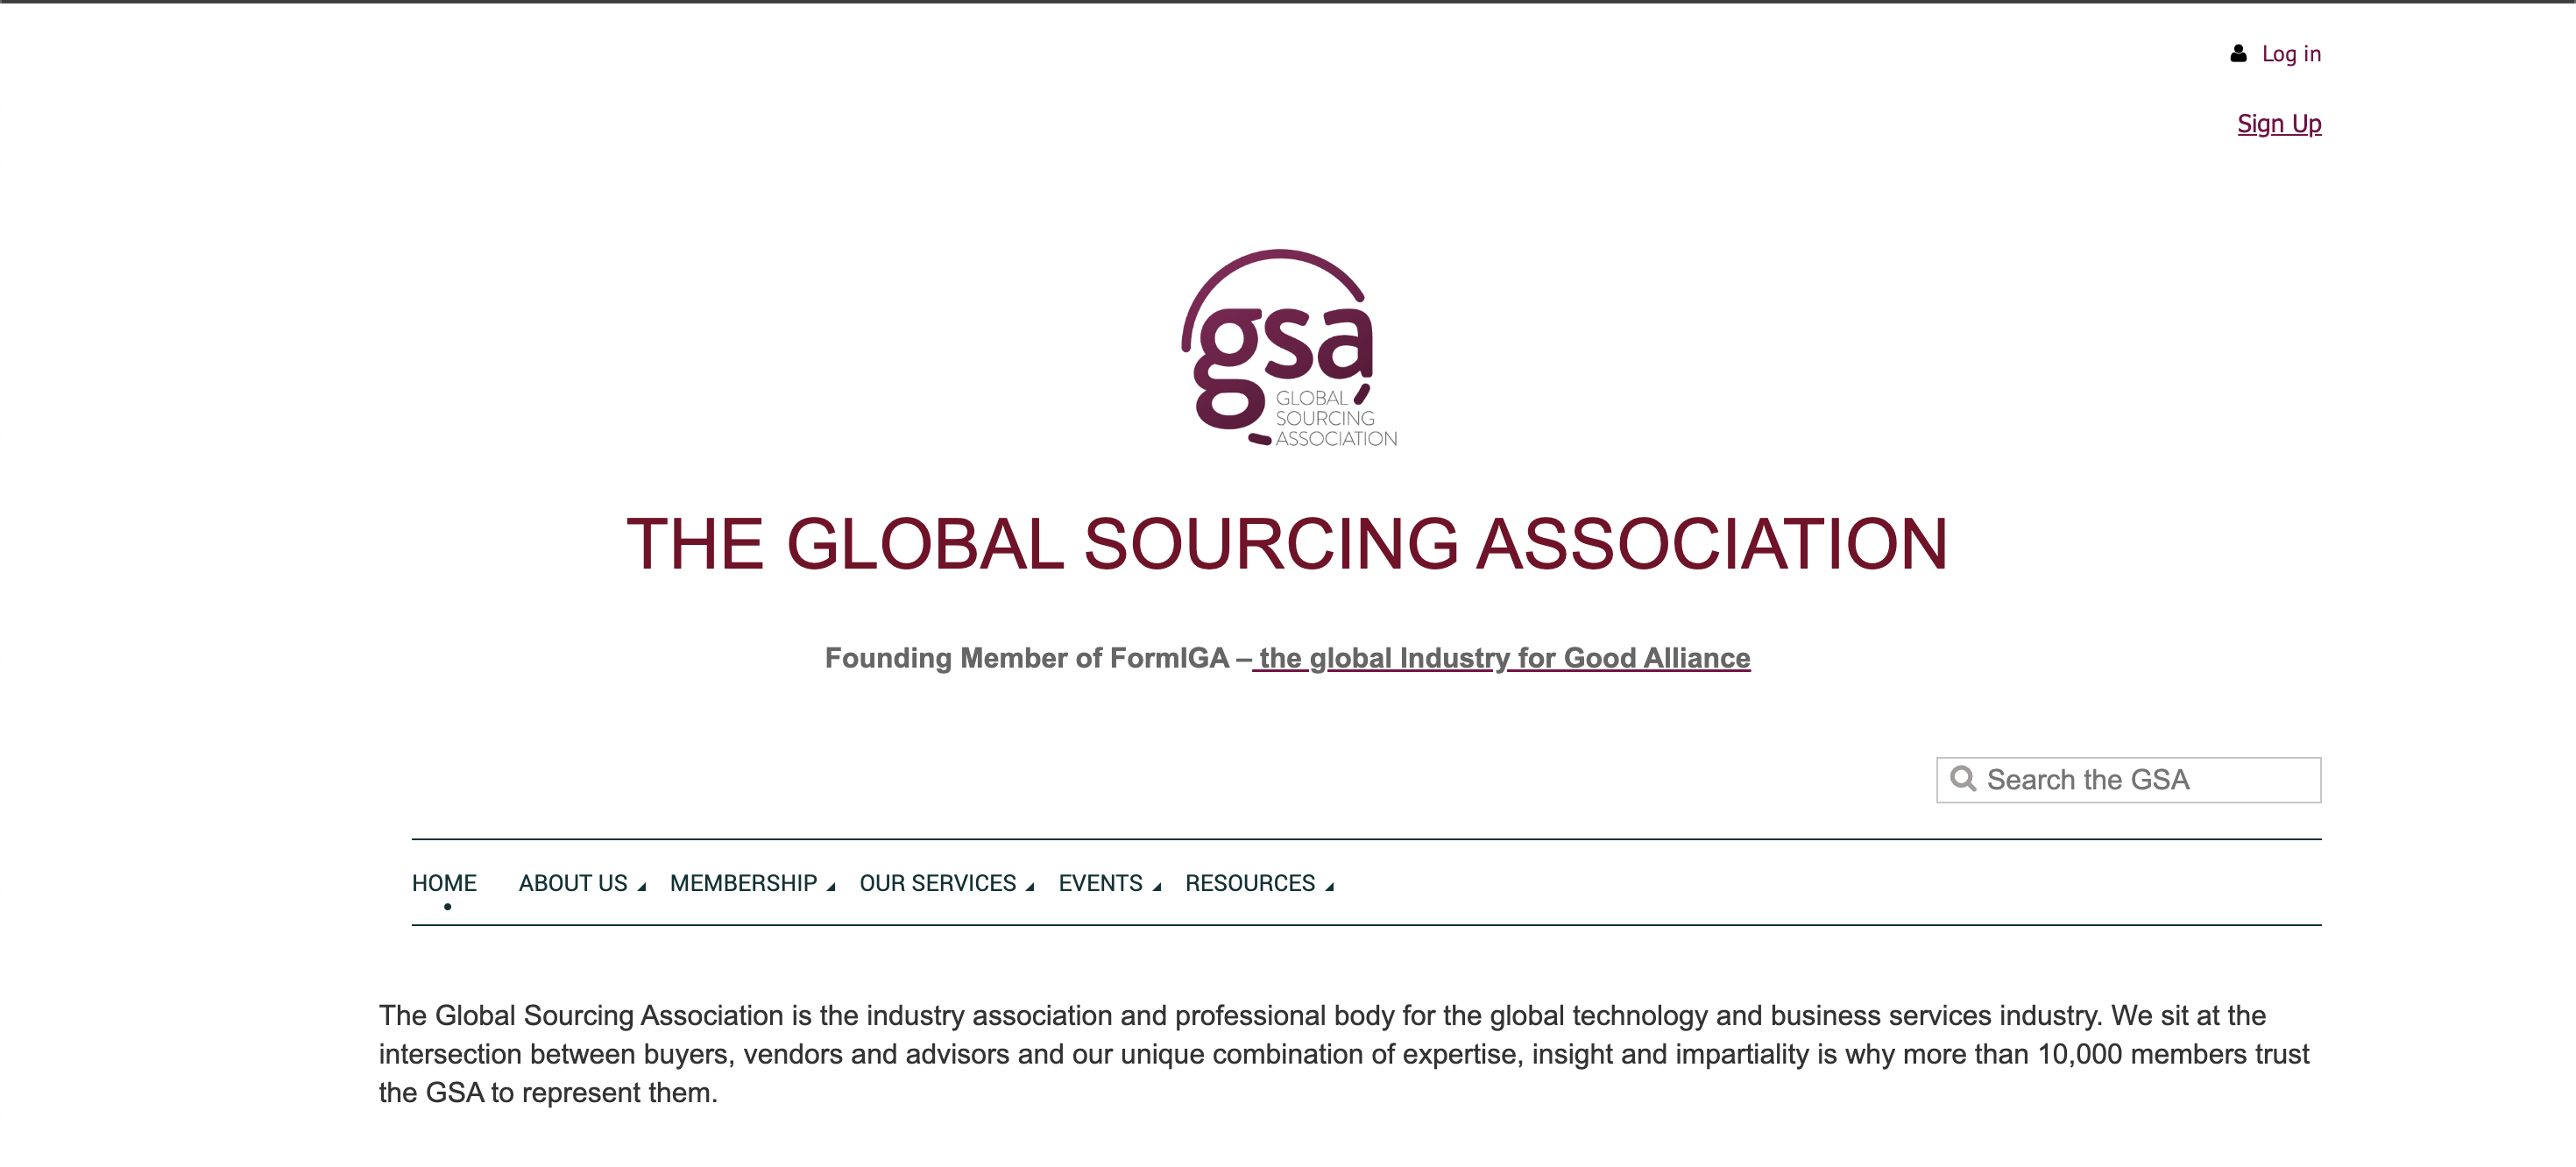 Log in
Sign Up
gsa
GLOBAL
SOURCING
ASSOCIATION
THE GLOBAL SOURCING ASSOCIATION
Founding Member of FormIGA – the global Industry for Good Alliance
Search the GSA
HOME ABOUT US MEMBERSHIP OUR SERVICES EVENTS RESOURCES
The Global Sourcing Association is the industry association and professional body for the global technology and business services industry. We sit at the
intersection between buyers, vendors and advisors and our unique combination of expertise, insight and impartiality is why more than 10,000 members trust
the GSA to represent them.